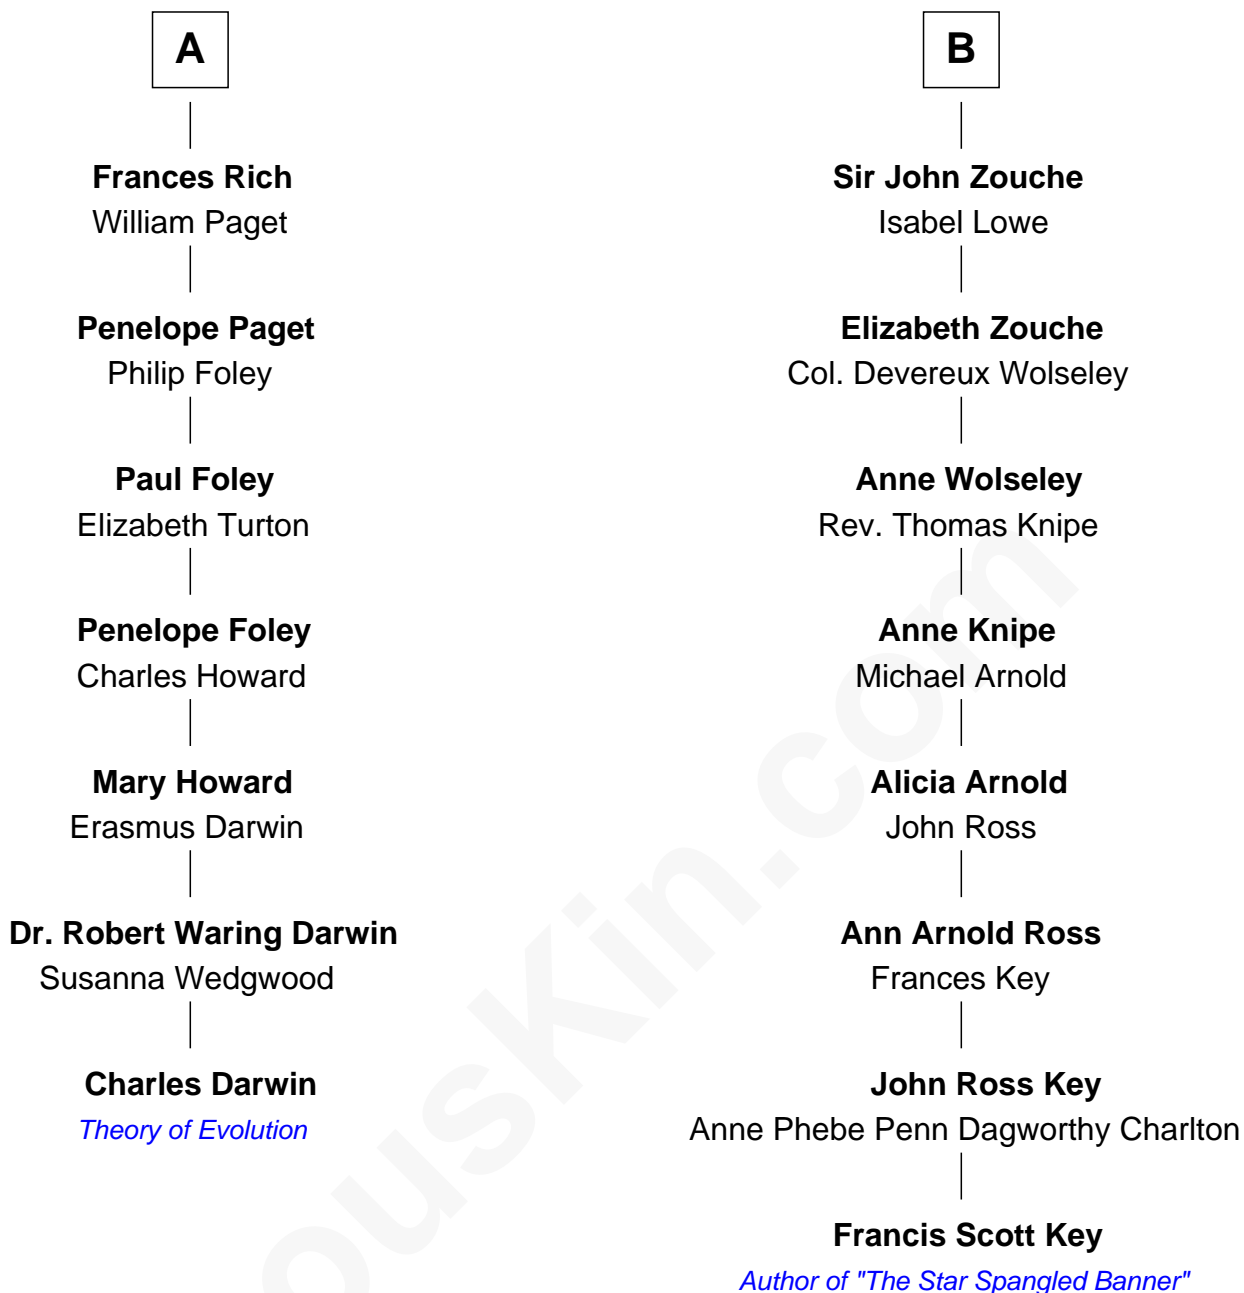 A
Frances Rich
William Paget
Penelope Paget
Philip Foley
Paul Foley
Elizabeth Turton
Penelope Foley
Charles Howard
Mary Howard
Erasmus Darwin
Dr. Robert Waring Darwin
Susanna Wedgwood
Charles Darwin
Theory of Evolution
B
Sir John Zouche
Isabel Lowe
Elizabeth Zouche
Col. Devereux Wolseley
Anne Wolseley
Rev. Thomas Knipe
Anne Knipe
Michael Arnold
Alicia Arnold
John Ross
Ann Arnold Ross
Frances Key
John Ross Key
Anne Phebe Penn Dagworthy Charlton
Francis Scott Key
Author of "The Star Spangled Banner"
ousKin.com